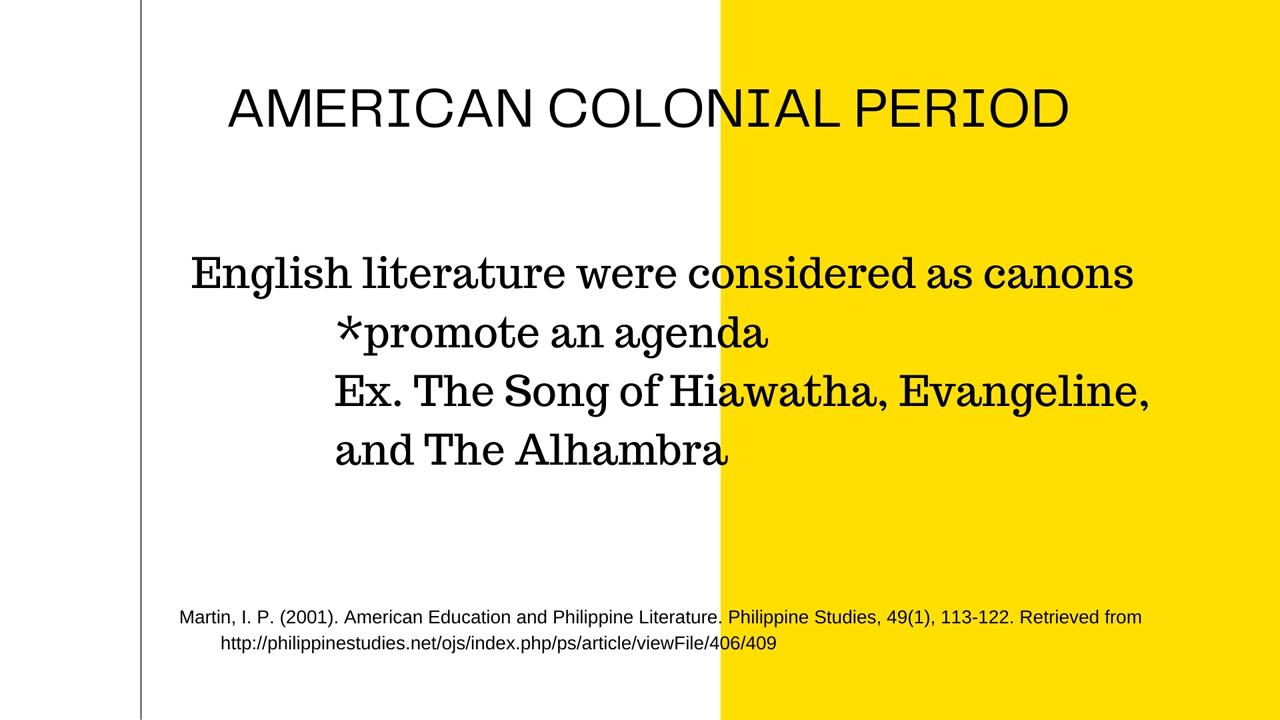 AMERICAN COLONIAL PERIOD
English literature were considered as canons
*promote an agenda
Ex. The Song of Hiawatha, Evangeline,
and The Alhambra
Martin, I. P. (2001). American Education and Philippine Literature. Philippine Studies, 49(1), 113-122. Retrieved from
http://philippinestudies.net/ojs/index.php/ps/article/viewFile/406/409